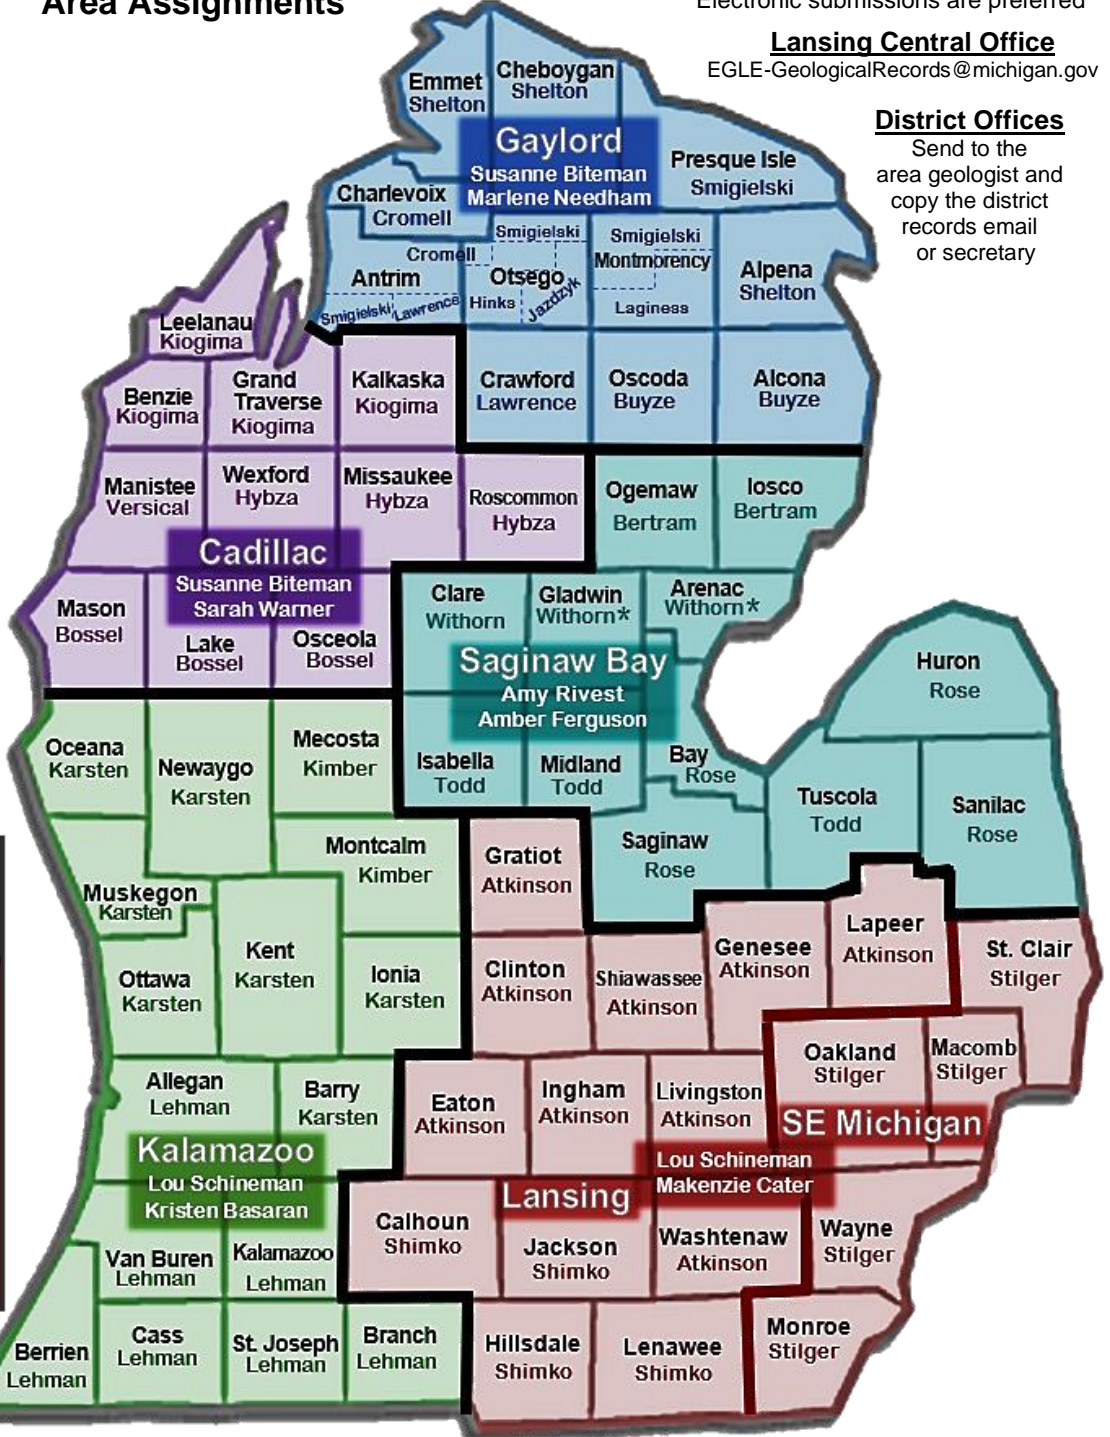 Area Assignments
Electronic submissions are preferred
Lansing Central Office
EGLE-GeologicalRecords@michigan.gov
District Offices
Send to the
area geologist and
copy the district
records email
or secretary
Emmet
Shelton
Cheboygan
Shelton
Gaylord
Susanne Biteman
Marlene Needham
Presque Isle
Smigielski
Charlevoix
Cromell
Antrim
Cromell
Smigielski
Lawrence
Smigielski
Otsego
Hinks
Jazdzyk
Smigielski
Montmorency
Laginess
Alpena
Shelton
Crawford
Lawrence
Oscoda
Buyze
Alcona
Buyze
Leelanau
Kiogima
Benzie
Kiogima
Grand
Traverse
Kiogima
Kalkaska
Kiogima
Manistee
Versical
Wexford
Hybza
Missaukee
Hybza
Roscommon
Hybza
Cadillac
Susanne Biteman
Sarah Warner
Mason
Bossel
Lake
Bossel
Osceola
Bossel
Ogemaw
Bertram
Iosco
Bertram
Clare
Withorn
Gladwin
Withorn*
Arenac
Withorn*
Saginaw Bay
Amy Rivest
Amber Ferguson
Huron
Rose
Isabella
Todd
Midland
Todd
Bay
Rose
Tuscola
Todd
Sanilac
Rose
Saginaw
Rose
Oceana
Karsten
Newaygo
Karsten
Mecosta
Kimber
Montcalm
Kimber
Muskegon
Karsten
Ottawa
Karsten
Kent
Karsten
Ionia
Karsten
Allegan
Lehman
Barry
Karsten
Kalamazoo
Lou Schineman
Kristen Basaran
Van Buren
Lehman
Kalamazoo
Lehman
Berrien
Lehman
Cass
Lehman
St. Joseph
Lehman
Branch
Lehman
Gratiot
Atkinson
Clinton
Atkinson
Shiawassee
Atkinson
Genesee
Atkinson
Lapeer
Atkinson
St. Clair
Stilger
Eaton
Atkinson
Ingham
Atkinson
Livingston
Atkinson
Oakland
Stilger
Macomb
Stilger
SE Michigan
Lou Schineman
Makenzie Cater
Lansing
Calhoun
Shimko
Jackson
Shimko
Washtenaw
Atkinson
Wayne
Stilger
Hillsdale
Shimko
Lenawee
Shimko
Monroe
Stilger